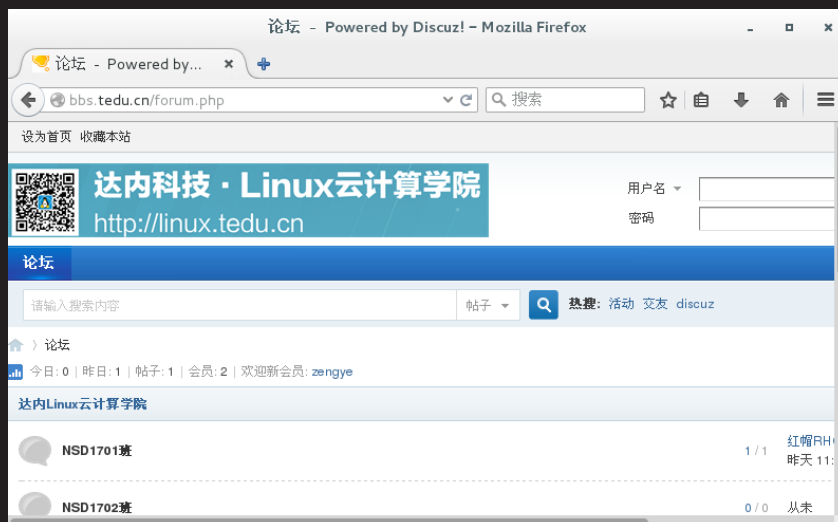 论坛 - Powered by Discuz! - Mozilla Firefox
论坛 - Powered by...
bbs.tedu.cn/forum.php
搜索
设为首页 收藏本站
达内科技·Linux云计算学院
http://linux.tedu.cn
用户名
密码
论坛
请输入搜索内容
帖子
热搜: 活动 交友 discuz
论坛
今日: 0 | 昨日: 1 | 帖子: 1 | 会员: 2 | 欢迎新会员: zengye
达内Linux云计算学院
NSD1701班
1 / 1
红帽RH
昨天 11:
NSD1702班
0 / 0
从未